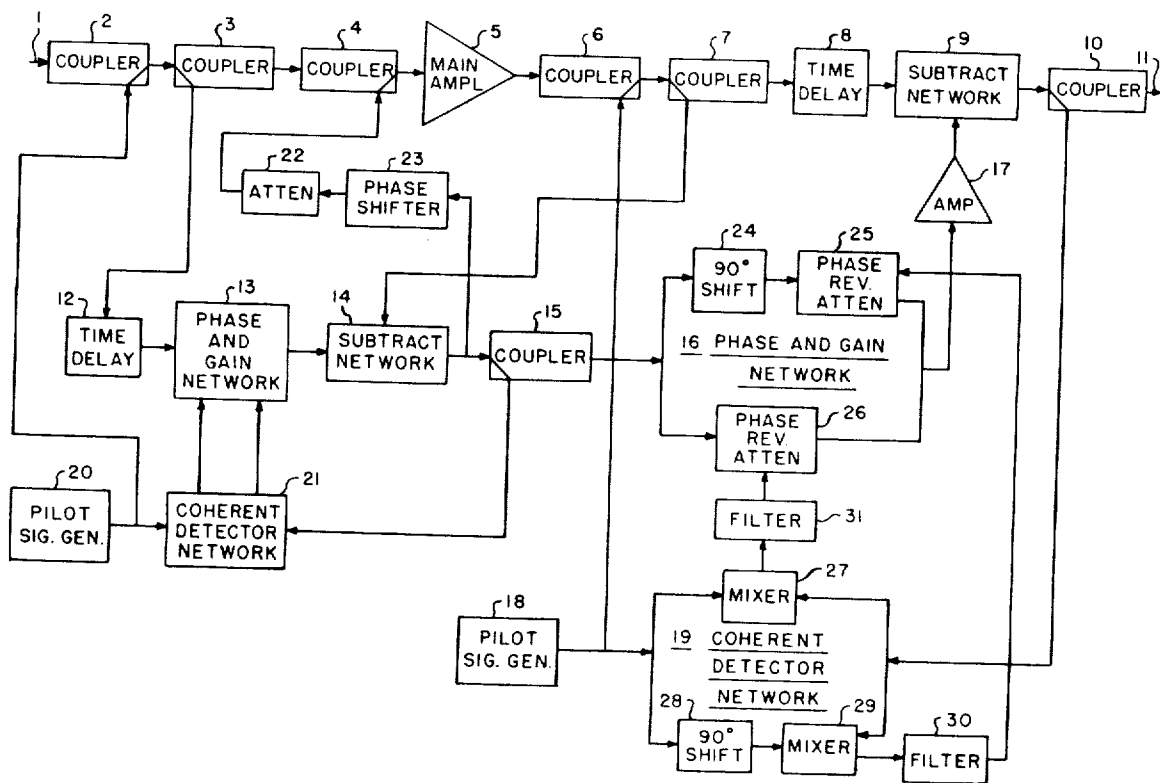 1
2
COUPLER
3
COUPLER
4
COUPLER
5
MAIN
AMPL
6
COUPLER
7
COUPLER
8
TIME
DELAY
9
SUBTRACT
NETWORK
10
COUPLER
11
22
ATTEN
23
PHASE
SHIFTER
17
AMP
12
TIME
DELAY
13
PHASE
AND
GAIN
NETWORK
14
SUBTRACT
NETWORK
15
COUPLER
24
90°
SHIFT
25
PHASE
REV.
ATTEN
16 PHASE AND GAIN
NETWORK
26
PHASE
REV.
ATTEN
20
PILOT
SIG. GEN.
21
COHERENT
DETECTOR
NETWORK
FILTER
31
27
MIXER
18
PILOT
SIG. GEN.
19 COHERENT
DETECTOR
NETWORK
28
90°
SHIFT
29
MIXER
30
FILTER